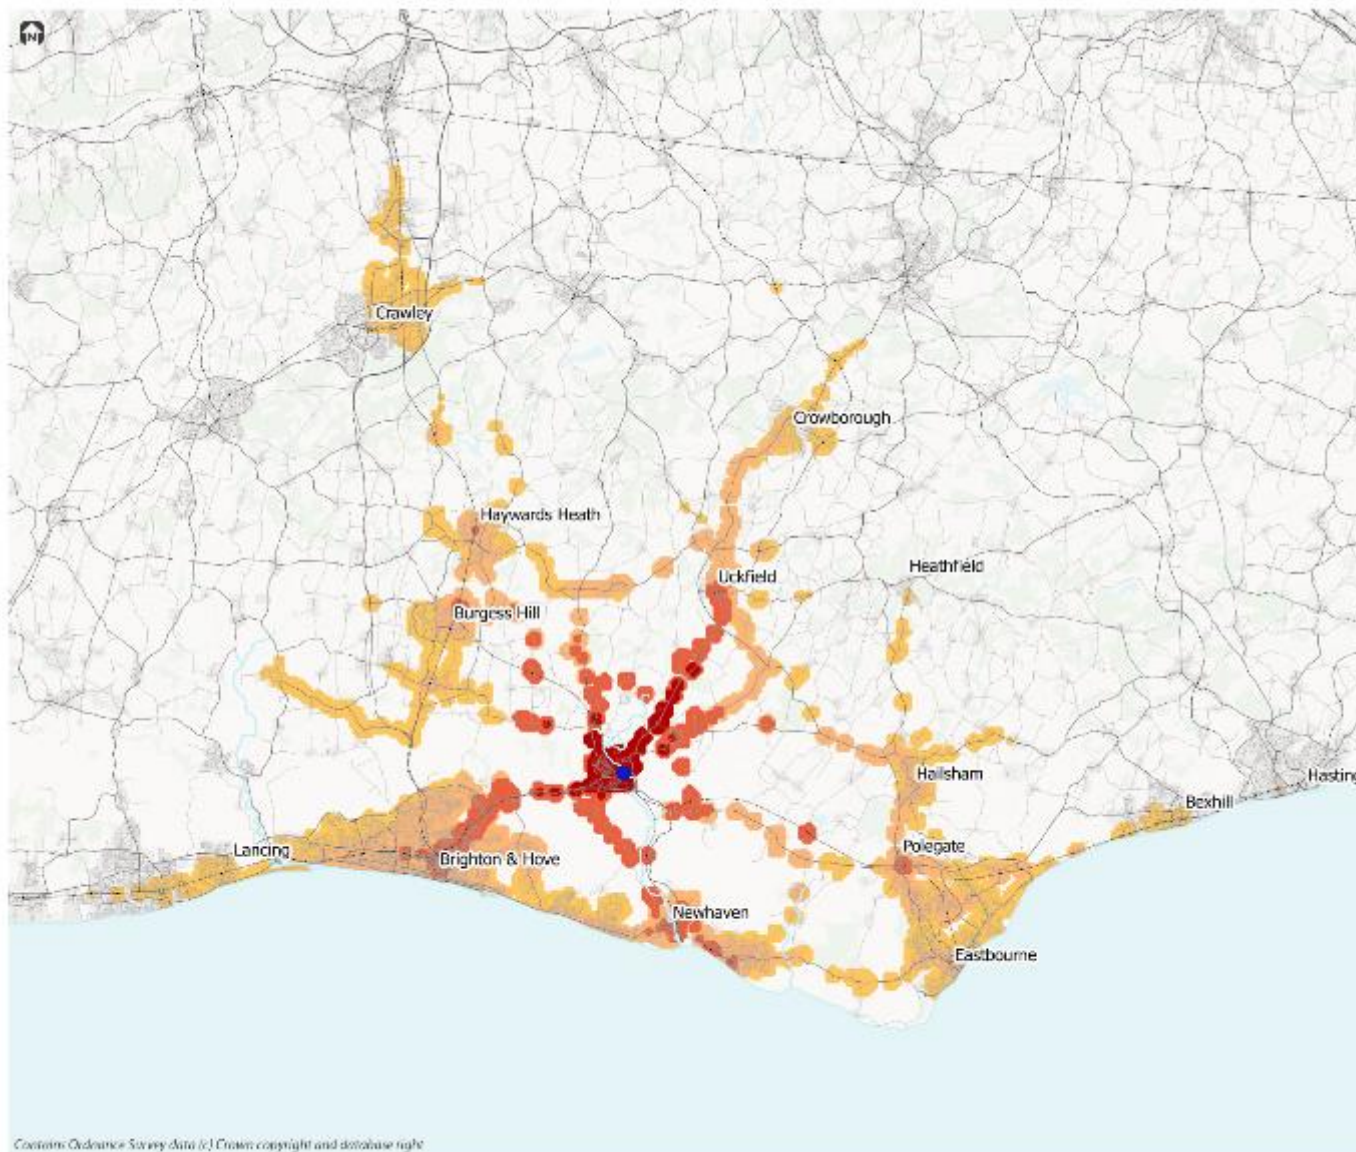 N
Crawley
Crowborough
Haywards Heath
Heathfield
Uckfield
Burgess Hill
Hailsham
Hasting
Bexhill
Polegate
Lancing
Brighton & Hove
Newhaven
Eastbourne
Contains Ordnance Survey data (c) Crown copyright and database right